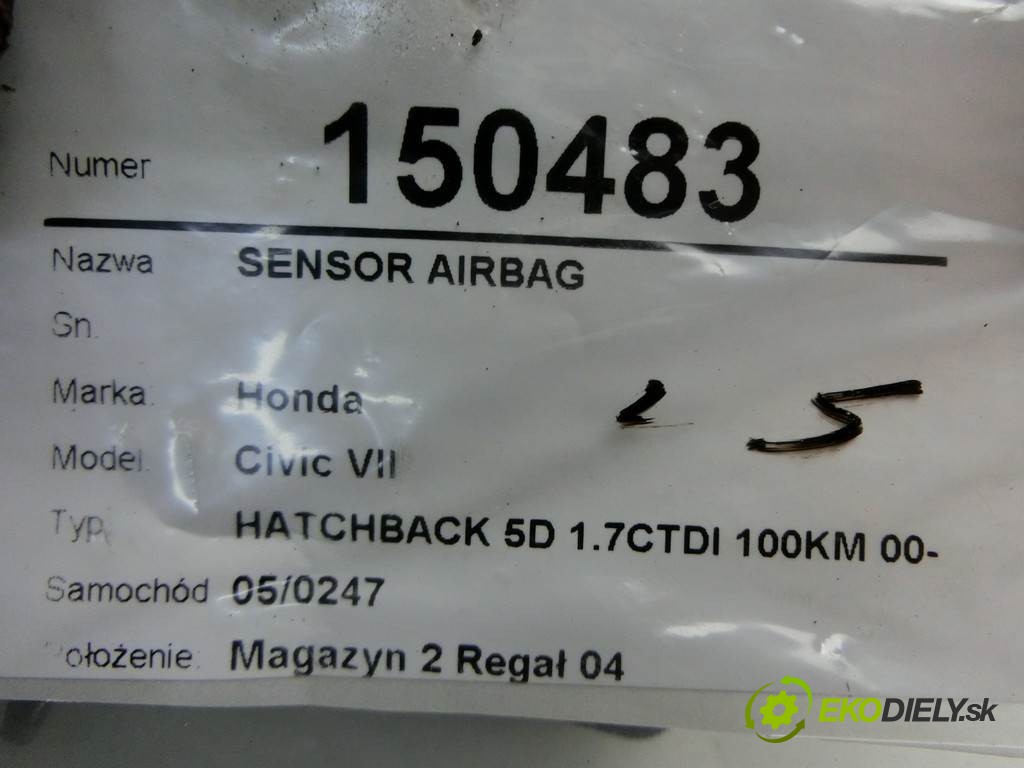 Numer 150483
Nazwa SENSOR AIRBAG
Sn.
Marka: Honda
Model: Civic VII
Typ: HATCHBACK 5D 1.7CTDI 100KM 00-
Samochód 05/0247
Położenie: Magazyn 2 Regał 04
EKODIELY.sk